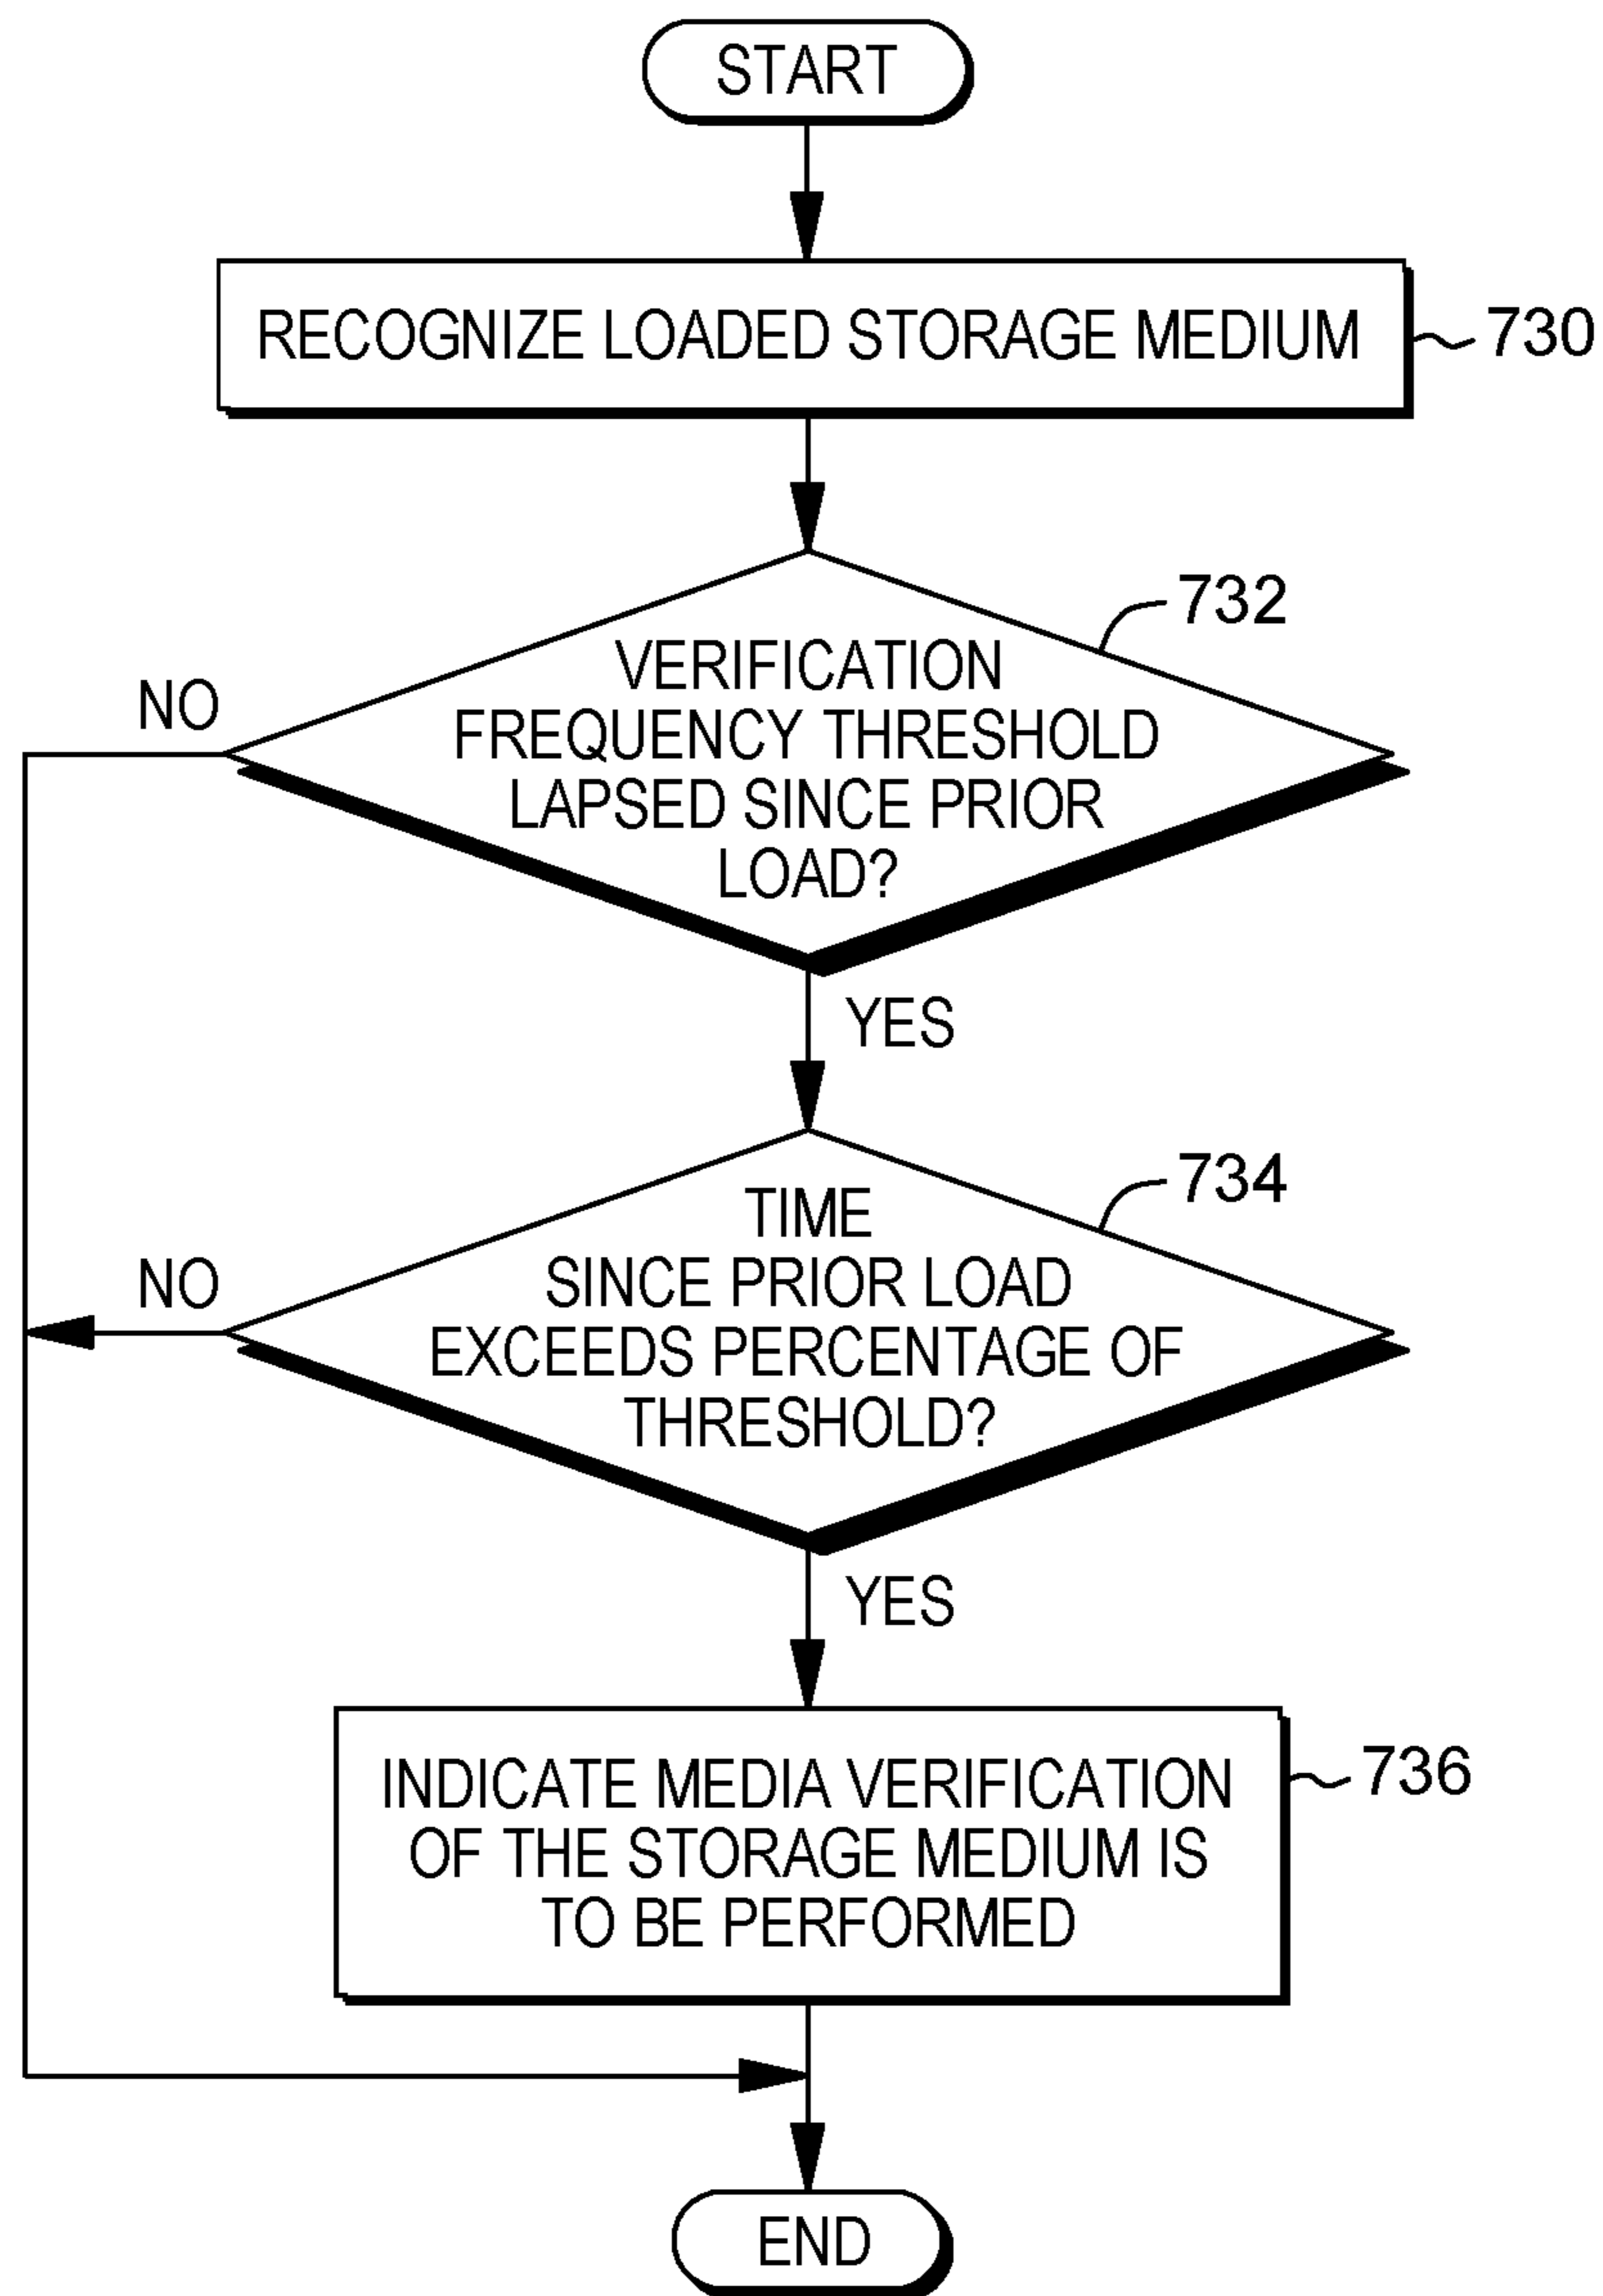 START
RECOGNIZE LOADED STORAGE MEDIUM
730
732
VERIFICATION
FREQUENCY THRESHOLD
LAPSED SINCE PRIOR
LOAD?
NO
YES
734
TIME
SINCE PRIOR LOAD
EXCEEDS PERCENTAGE OF
THRESHOLD?
NO
YES
INDICATE MEDIA VERIFICATION
OF THE STORAGE MEDIUM IS
TO BE PERFORMED
736
END